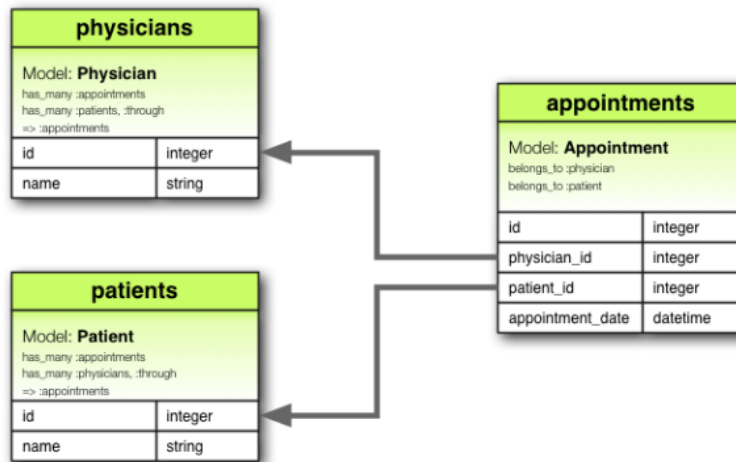 physicians
Model: Physician
has_many :appointments
has_many :patients, :through
=> :appointments
id integer
name string
appointments
Model: Appointment
belongs_to :physician
belongs_to :patient
id integer
physician_id integer
patient_id integer
appointment_date datetime
patients
Model: Patient
has_many :appointments
has_many :physicians, :through
=> :appointments
id integer
name string